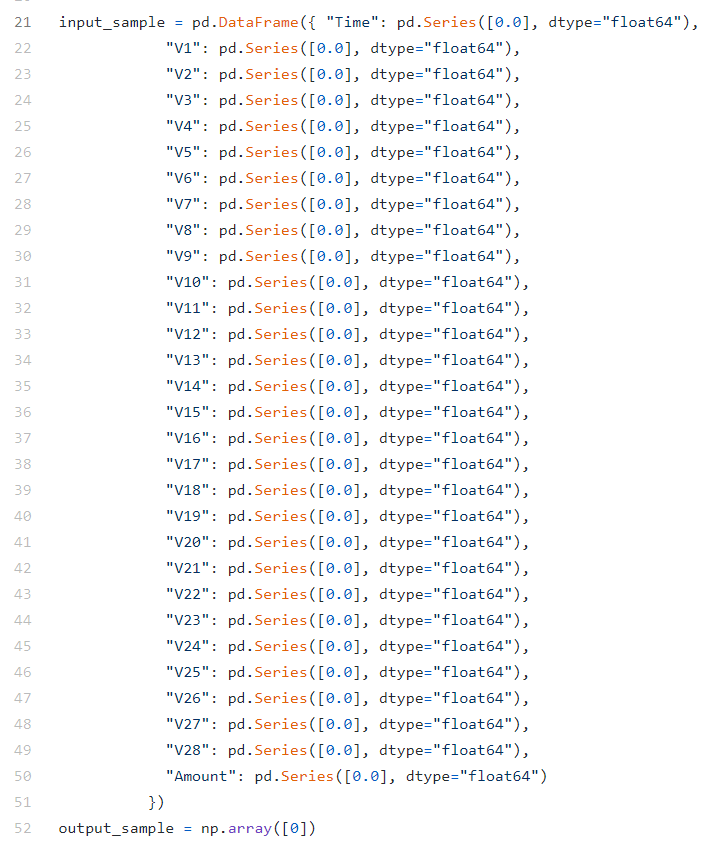 21 input_sample = pd.DataFrame({ "Time": pd.Series([0.0], dtype="float64"),
22 "V1": pd.Series([0.0], dtype="float64"),
23 "V2": pd.Series([0.0], dtype="float64"),
24 "V3": pd.Series([0.0], dtype="float64"),
25 "V4": pd.Series([0.0], dtype="float64"),
26 "V5": pd.Series([0.0], dtype="float64"),
27 "V6": pd.Series([0.0], dtype="float64"),
28 "V7": pd.Series([0.0], dtype="float64"),
29 "V8": pd.Series([0.0], dtype="float64"),
30 "V9": pd.Series([0.0], dtype="float64"),
31 "V10": pd.Series([0.0], dtype="float64"),
32 "V11": pd.Series([0.0], dtype="float64"),
33 "V12": pd.Series([0.0], dtype="float64"),
34 "V13": pd.Series([0.0], dtype="float64"),
35 "V14": pd.Series([0.0], dtype="float64"),
36 "V15": pd.Series([0.0], dtype="float64"),
37 "V16": pd.Series([0.0], dtype="float64"),
38 "V17": pd.Series([0.0], dtype="float64"),
39 "V18": pd.Series([0.0], dtype="float64"),
40 "V19": pd.Series([0.0], dtype="float64"),
41 "V20": pd.Series([0.0], dtype="float64"),
42 "V21": pd.Series([0.0], dtype="float64"),
43 "V22": pd.Series([0.0], dtype="float64"),
44 "V23": pd.Series([0.0], dtype="float64"),
45 "V24": pd.Series([0.0], dtype="float64"),
46 "V25": pd.Series([0.0], dtype="float64"),
47 "V26": pd.Series([0.0], dtype="float64"),
48 "V27": pd.Series([0.0], dtype="float64"),
49 "V28": pd.Series([0.0], dtype="float64"),
50 "Amount": pd.Series([0.0], dtype="float64")
51 })
52 output_sample = np.array([0])